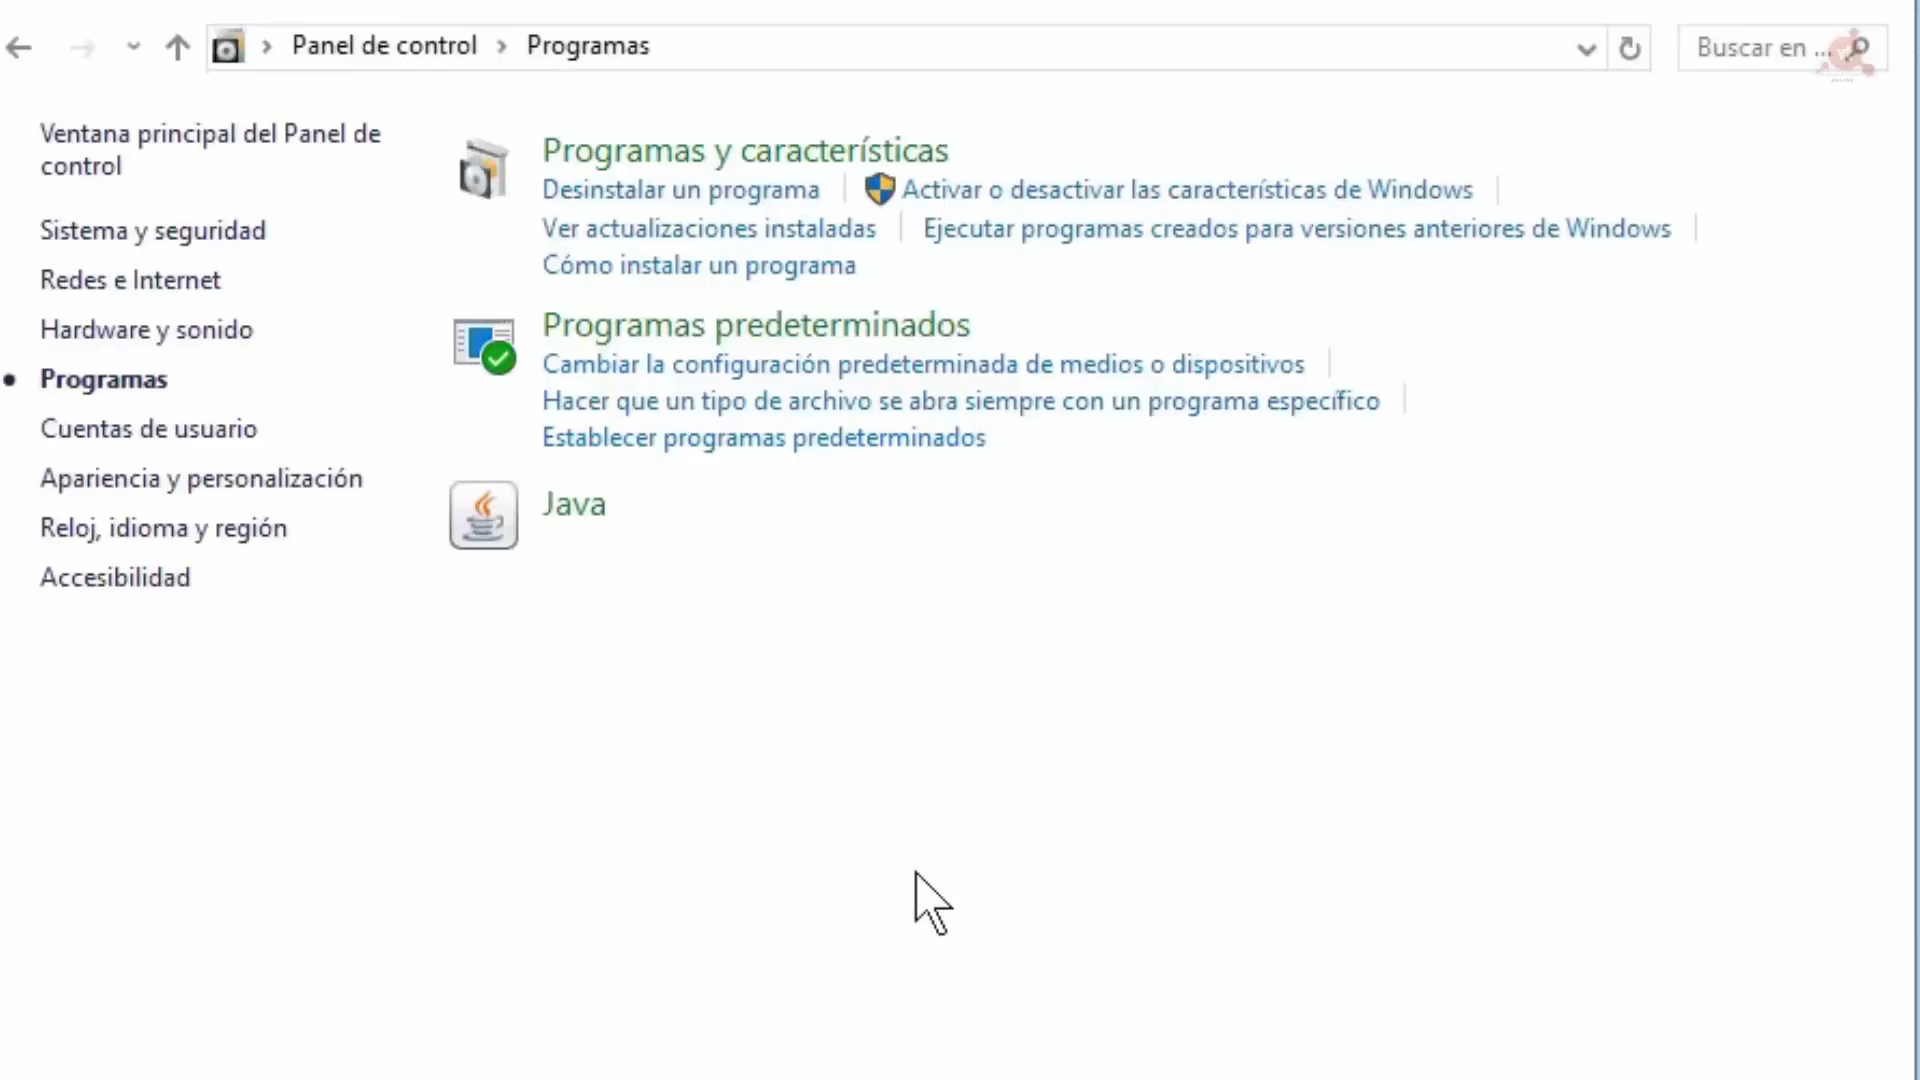 Panel de control
Programas
Buscar en ...
Ventana principal del Panel de
control
Sistema y seguridad
Redes e Internet
Hardware y sonido
Programas
Cuentas de usuario
Apariencia y personalización
Reloj, idioma y región
Accesibilidad
Programas y características
Desinstalar un programa
Activar o desactivar las características de Windows
Ver actualizaciones instaladas
Ejecutar programas creados para versiones anteriores de Windows
Cómo instalar un programa
Programas predeterminados
Cambiar la configuración predeterminada de medios o dispositivos
Hacer que un tipo de archivo se abra siempre con un programa específico
Establecer programas predeterminados
Java